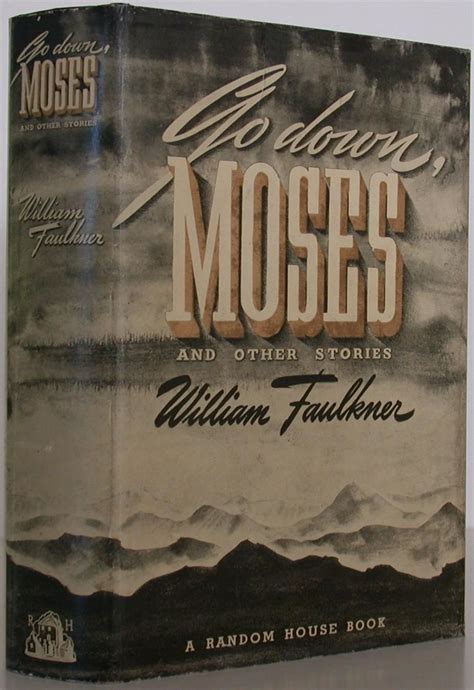 Go down,
MOSES
AND OTHER STORIES
William
Faulkner
R H
Go down,
MOSES
AND OTHER STORIES
William Faulkner
A RANDOM HOUSE BOOK